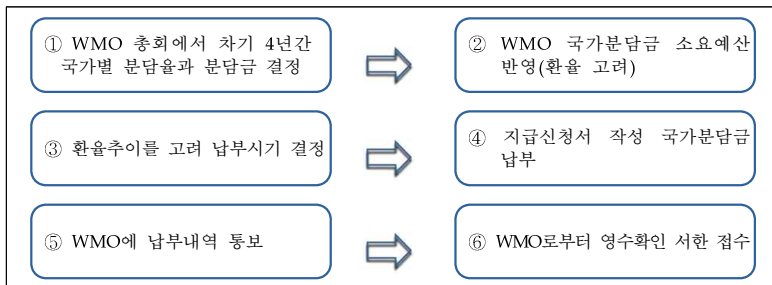 ① WMO 총회에서 차기 4년간
국가별 분담율과 분담금 결정
② WMO 국가분담금 소요예산
반영(환율 고려)
③ 환율추이를 고려 납부시기 결정
④ 지급신청서 작성 국가분담금
납부
⑤ WMO에 납부내역 통보
⑥ WMO로부터 영수확인 서한 접수